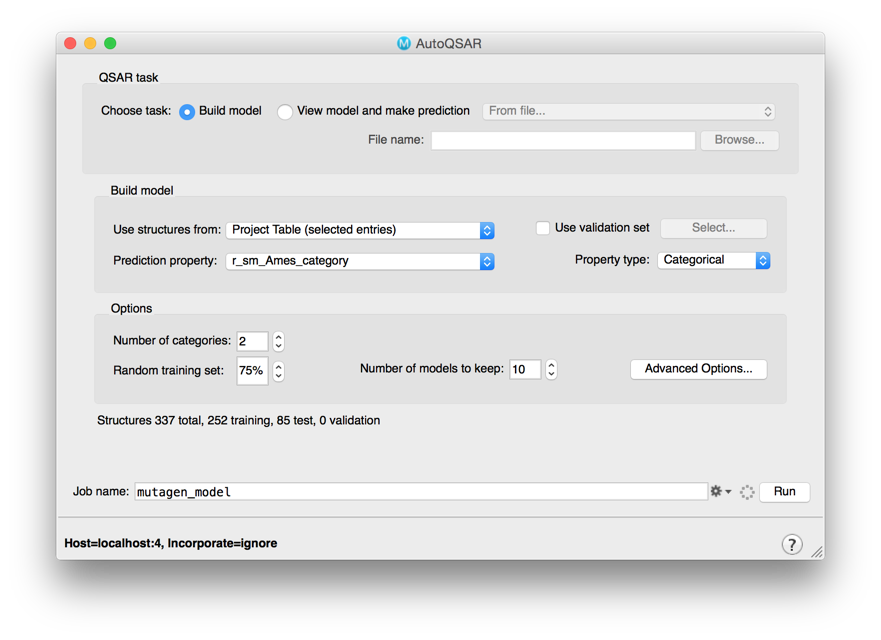 M AutoQSAR
QSAR task
Choose task: Build model View model and make prediction From file...
File name: Browse...
Build model
Use structures from: Project Table (selected entries) Use validation set Select...
Prediction property: r_sm_Ames_category Property type: Categorical
Options
Number of categories: 2
Random training set: 75% Number of models to keep: 10 Advanced Options...
Structures 337 total, 252 training, 85 test, 0 validation
Job name: mutagen_model Run
Host=localhost:4, Incorporate=ignore ?